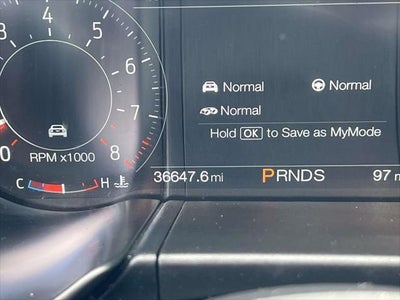 3 4 5 6 7 8
0 RPM x1000 8
Normal Normal
Normal
Hold OK to Save as MyMode
C H 36647.6 mi PRNDS 97